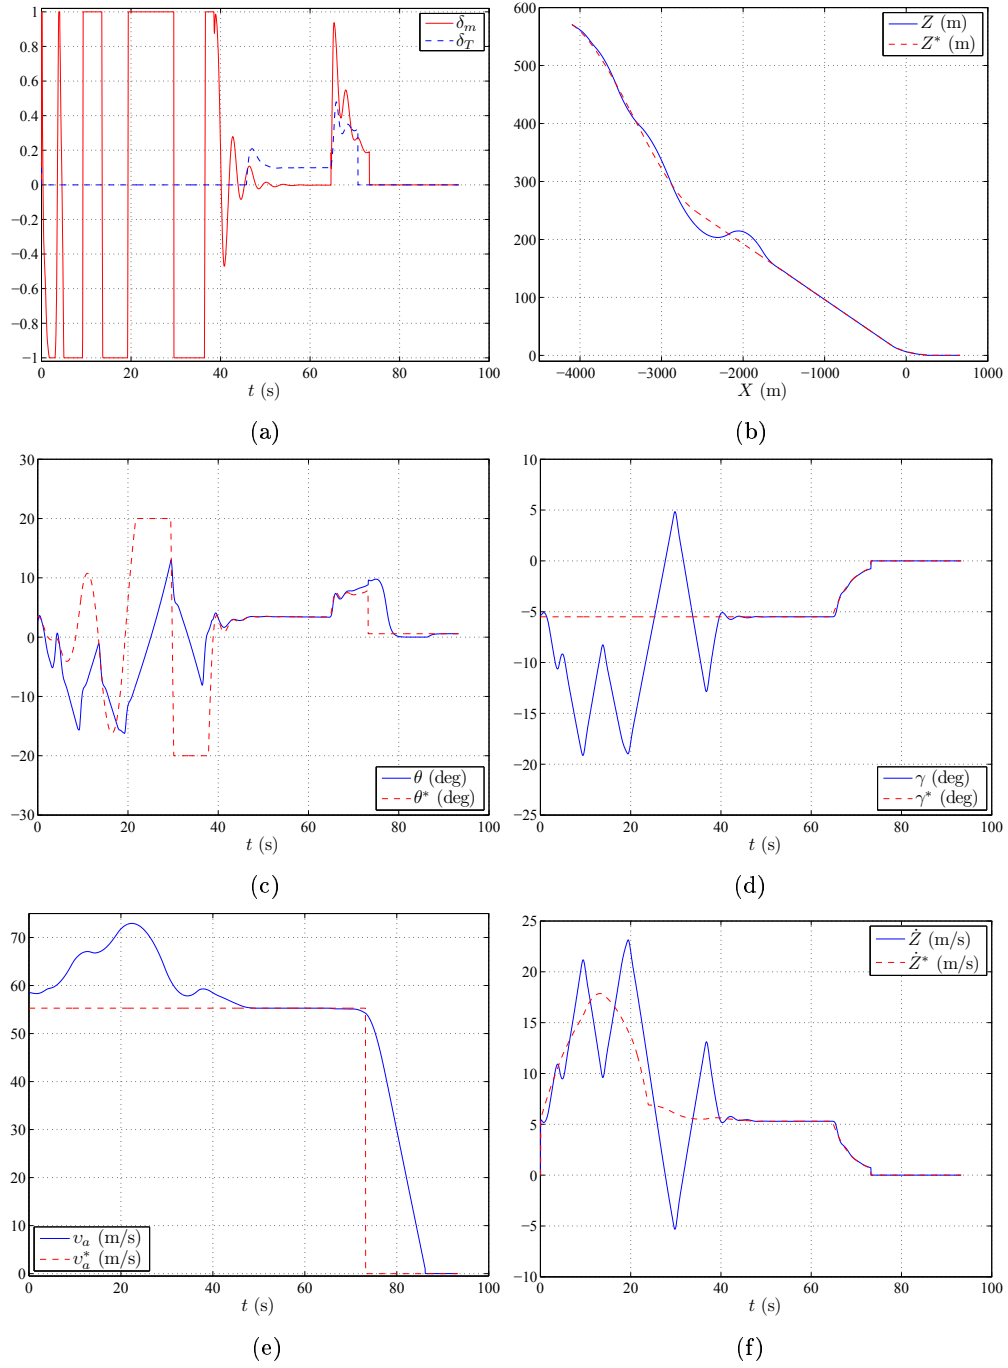 1
0.8
0.6
0.4
0.2
0
−0.2
−0.4
−0.6
−0.8
−1
0 20 40 60 80 100
t (s)
δ_m
δ_T
(a)
600
500
400
300
200
100
0
−4000 −3000 −2000 −1000 0 1000
X (m)
Z (m)
Z* (m)
(b)
30
20
10
0
−10
−20
−30
0 20 40 60 80 100
t (s)
θ (deg)
θ* (deg)
(c)
10
5
0
−5
−10
−15
−20
−25
0 20 40 60 80 100
t (s)
γ (deg)
γ* (deg)
(d)
70
60
50
40
30
20
10
0
0 20 40 60 80 100
t (s)
v_a (m/s)
v_a* (m/s)
(e)
25
20
15
10
5
0
−5
−10
0 20 40 60 80 100
t (s)
Ż (m/s)
Ż* (m/s)
(f)